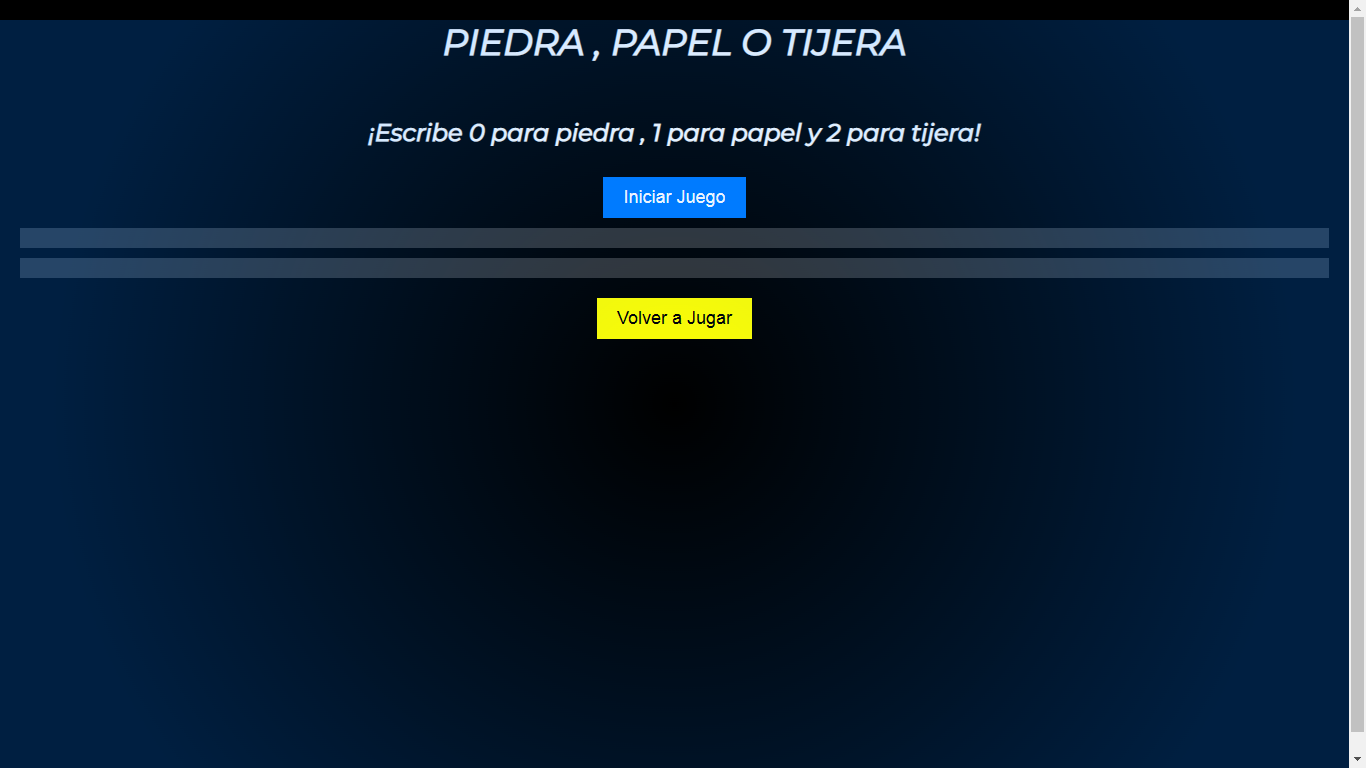 PIEDRA , PAPEL O TIJERA
¡Escribe 0 para piedra , 1 para papel y 2 para tijera!
Iniciar Juego
Volver a Jugar